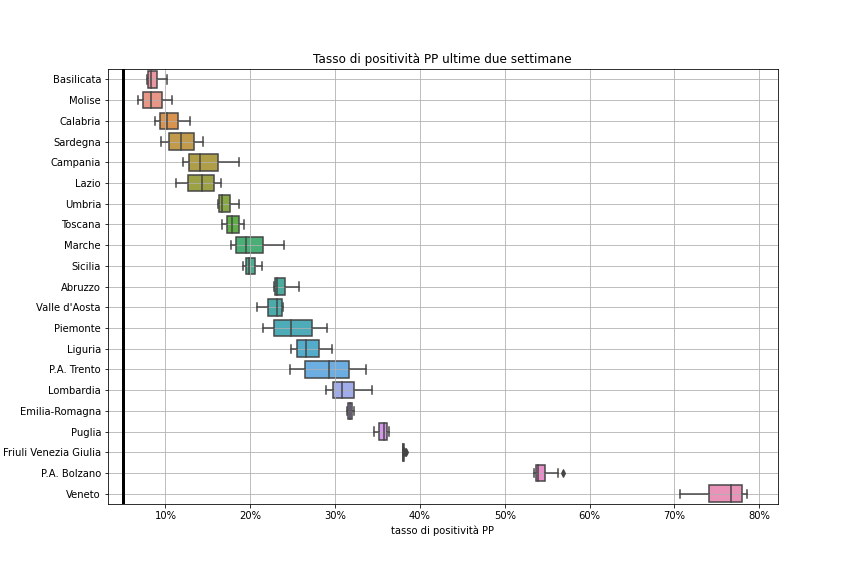 Tasso di positività PP ultime due settimane
Basilicata
Molise
Calabria
Sardegna
Campania
Lazio
Umbria
Toscana
Marche
Sicilia
Abruzzo
Valle d'Aosta
Piemonte
Liguria
P.A. Trento
Lombardia
Emilia-Romagna
Puglia
Friuli Venezia Giulia
P.A. Bolzano
Veneto
10% 20% 30% 40% 50% 60% 70% 80%
tasso di positività PP